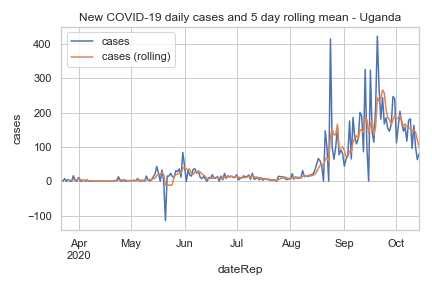 New COVID-19 daily cases and 5 day rolling mean - Uganda
cases
cases (rolling)
400
300
200
100
0
−100
cases
Apr
2020
May
Jun
Jul
Aug
Sep
Oct
dateRep